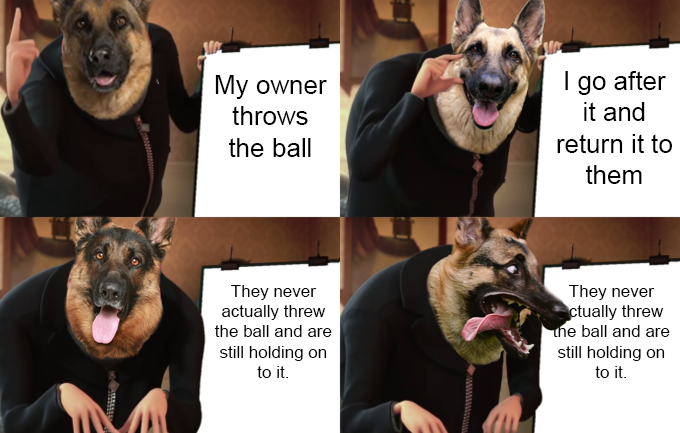 My owner
throws
the ball
I go after
it and
return it to
them
They never
actually threw
the ball and are
still holding on
to it.
They never
ctually threw
the ball and are
still holding on
to it.